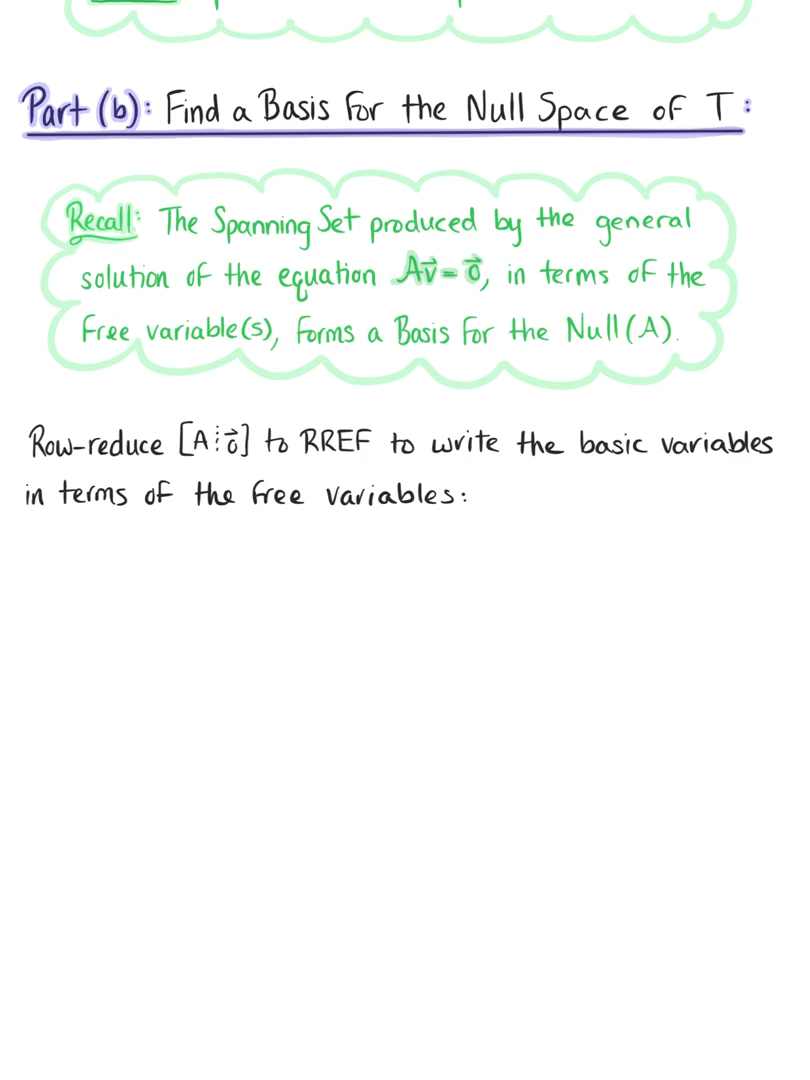 Part (b): Find a Basis for the Null Space of T:
Recall: The Spanning Set produced by the general
solution of the equation Av⃗ = 0⃗, in terms of the
free variable(s), forms a Basis for the Null(A).
Row-reduce [A⋮0⃗] to RREF to write the basic variables
in terms of the free variables: